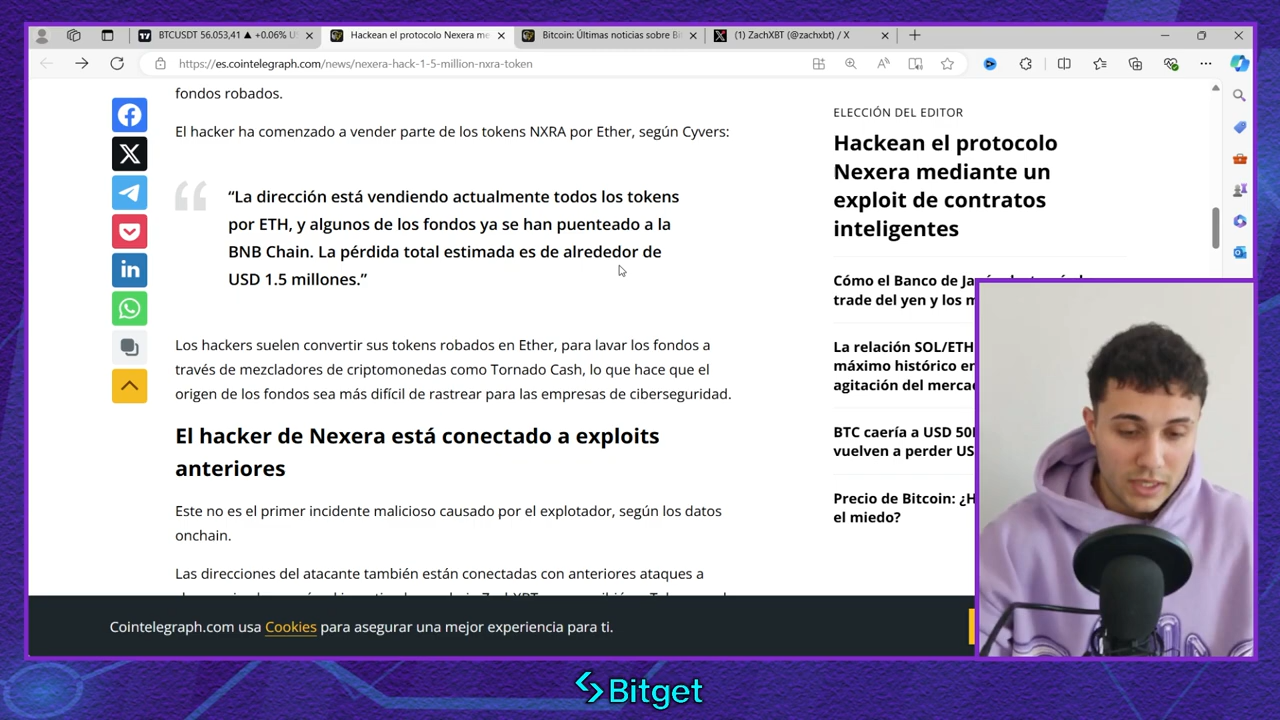 BTCUSDT 56.053,41 ▲ +0.06% U
Hackean el protocolo Nexera me
Bitcoin: Últimas noticias sobre Bi
(1) ZachXBT (@zachxbt) / X
https://es.cointelegraph.com/news/nexera-hack-1-5-million-nxra-token
fondos robados.
El hacker ha comenzado a vender parte de los tokens NXRA por Ether, según Cyvers:
“La dirección está vendiendo actualmente todos los tokens
por ETH, y algunos de los fondos ya se han puenteado a la
BNB Chain. La pérdida total estimada es de alrededor de
USD 1.5 millones.”
Los hackers suelen convertir sus tokens robados en Ether, para lavar los fondos a
través de mezcladores de criptomonedas como Tornado Cash, lo que hace que el
origen de los fondos sea más difícil de rastrear para las empresas de ciberseguridad.
El hacker de Nexera está conectado a exploits
anteriores
Este no es el primer incidente malicioso causado por el explotador, según los datos
onchain.
Las direcciones del atacante también están conectadas con anteriores ataques a
ELECCIÓN DEL EDITOR
Hackean el protocolo
Nexera mediante un
exploit de contratos
inteligentes
Cómo el Banco de
trade del yen y los m
La relación SOL/ETH
máximo histórico en
agitación del merca
BTC caería a USD 50
vuelven a perder US
Precio de Bitcoin: ¿H
el miedo?
Cointelegraph.com usa Cookies para asegurar una mejor experiencia para ti.
Bitget